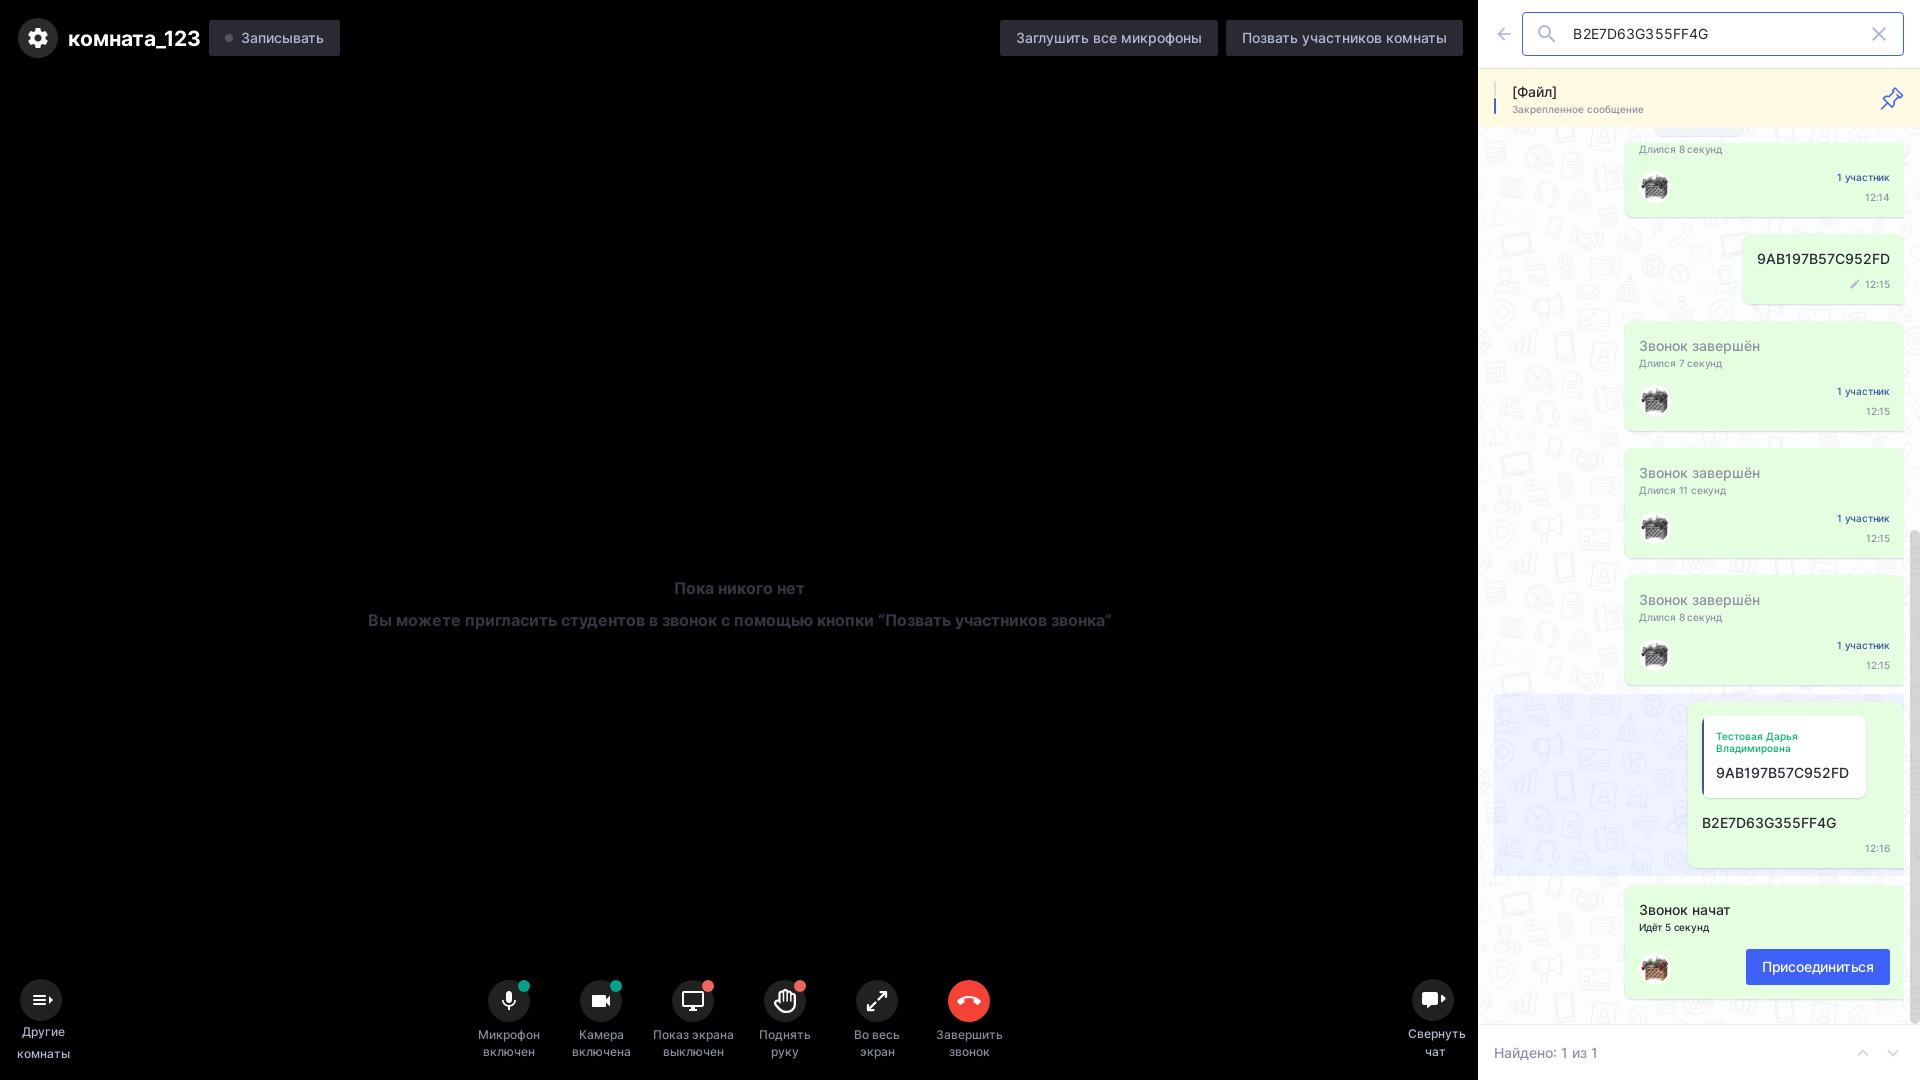 комната_123
Записывать
Заглушить все микрофоны
Позвать участников комнаты
Пока никого нет
Вы можете пригласить студентов в звонок с помощью кнопки “Позвать участников звонка”
Другие
комнаты
Микрофон
включен
Камера
включена
Показ экрана
выключен
Поднять
руку
Во весь
экран
Завершить
звонок
Свернуть
чат
B2E7D63G355FF4G
[Файл]
Закрепленное сообщение
Длился 8 секунд
1 участник
12:14
9AB197B57C952FD
12:15
Звонок завершён
Длился 7 секунд
1 участник
12:15
Звонок завершён
Длился 11 секунд
1 участник
12:15
Звонок завершён
Длился 8 секунд
1 участник
12:15
Тестовая Дарья
Владимировна
9AB197B57C952FD
B2E7D63G355FF4G
12:16
Звонок начат
Идёт 5 секунд
Присоединиться
Найдено: 1 из 1